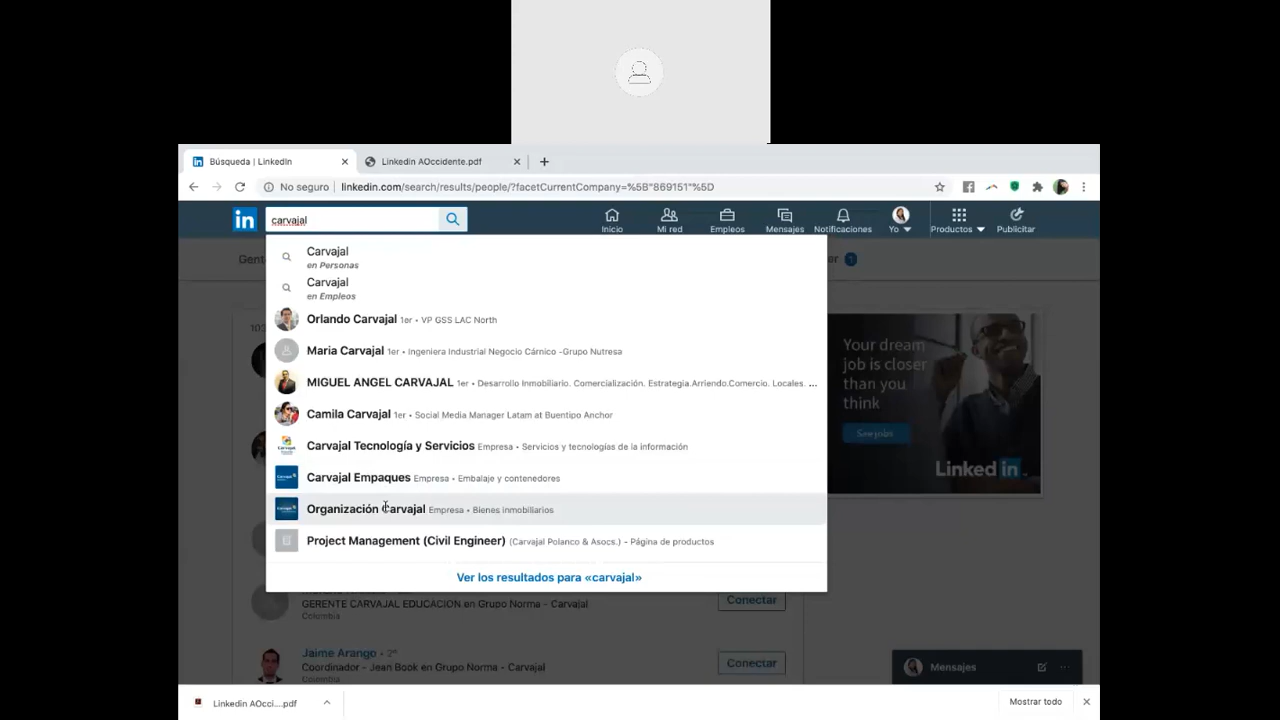 Búsqueda | LinkedIn
Linkedin AOccidente.pdf
No seguro
linkedin.com/search/results/people/?facetCurrentCompany=%5B"869151"%5D
in
carvajal
Inicio
Mi red
Empleos
Mensajes
Notificaciones
Yo
Productos
Publicitar
Gent
er 1
Carvajal
en Personas
Carvajal
en Empleos
Orlando Carvajal 1er • VP GSS LAC North
Maria Carvajal 1er • Ingeniera Industrial Negocio Cárnico -Grupo Nutresa
MIGUEL ANGEL CARVAJAL 1er • Desarrollo Inmobiliario. Comercialización. Estrategia.Arriendo.Comercio. Locales. ...
Camila Carvajal 1er • Social Media Manager Latam at Buentipo Anchor
Carvajal Tecnología y Servicios Empresa • Servicios y tecnologías de la información
Carvajal Empaques Empresa • Embalaje y contenedores
Organización Carvajal Empresa • Bienes inmobiliarios
Project Management (Civil Engineer) (Carvajal Polanco & Asocs.) - Página de productos
Ver los resultados para «carvajal»
Your dream
job is closer
than you
think
See jobs
Linked in
GERENTE CARVAJAL EDUCACION en Grupo Norma - Carvajal
Colombia
Conectar
Jaime Arango • 2º
Coordinador - Jean Book en Grupo Norma - Carvajal
Colombia
Conectar
Mensajes
Linkedin AOcci....pdf
Mostrar todo